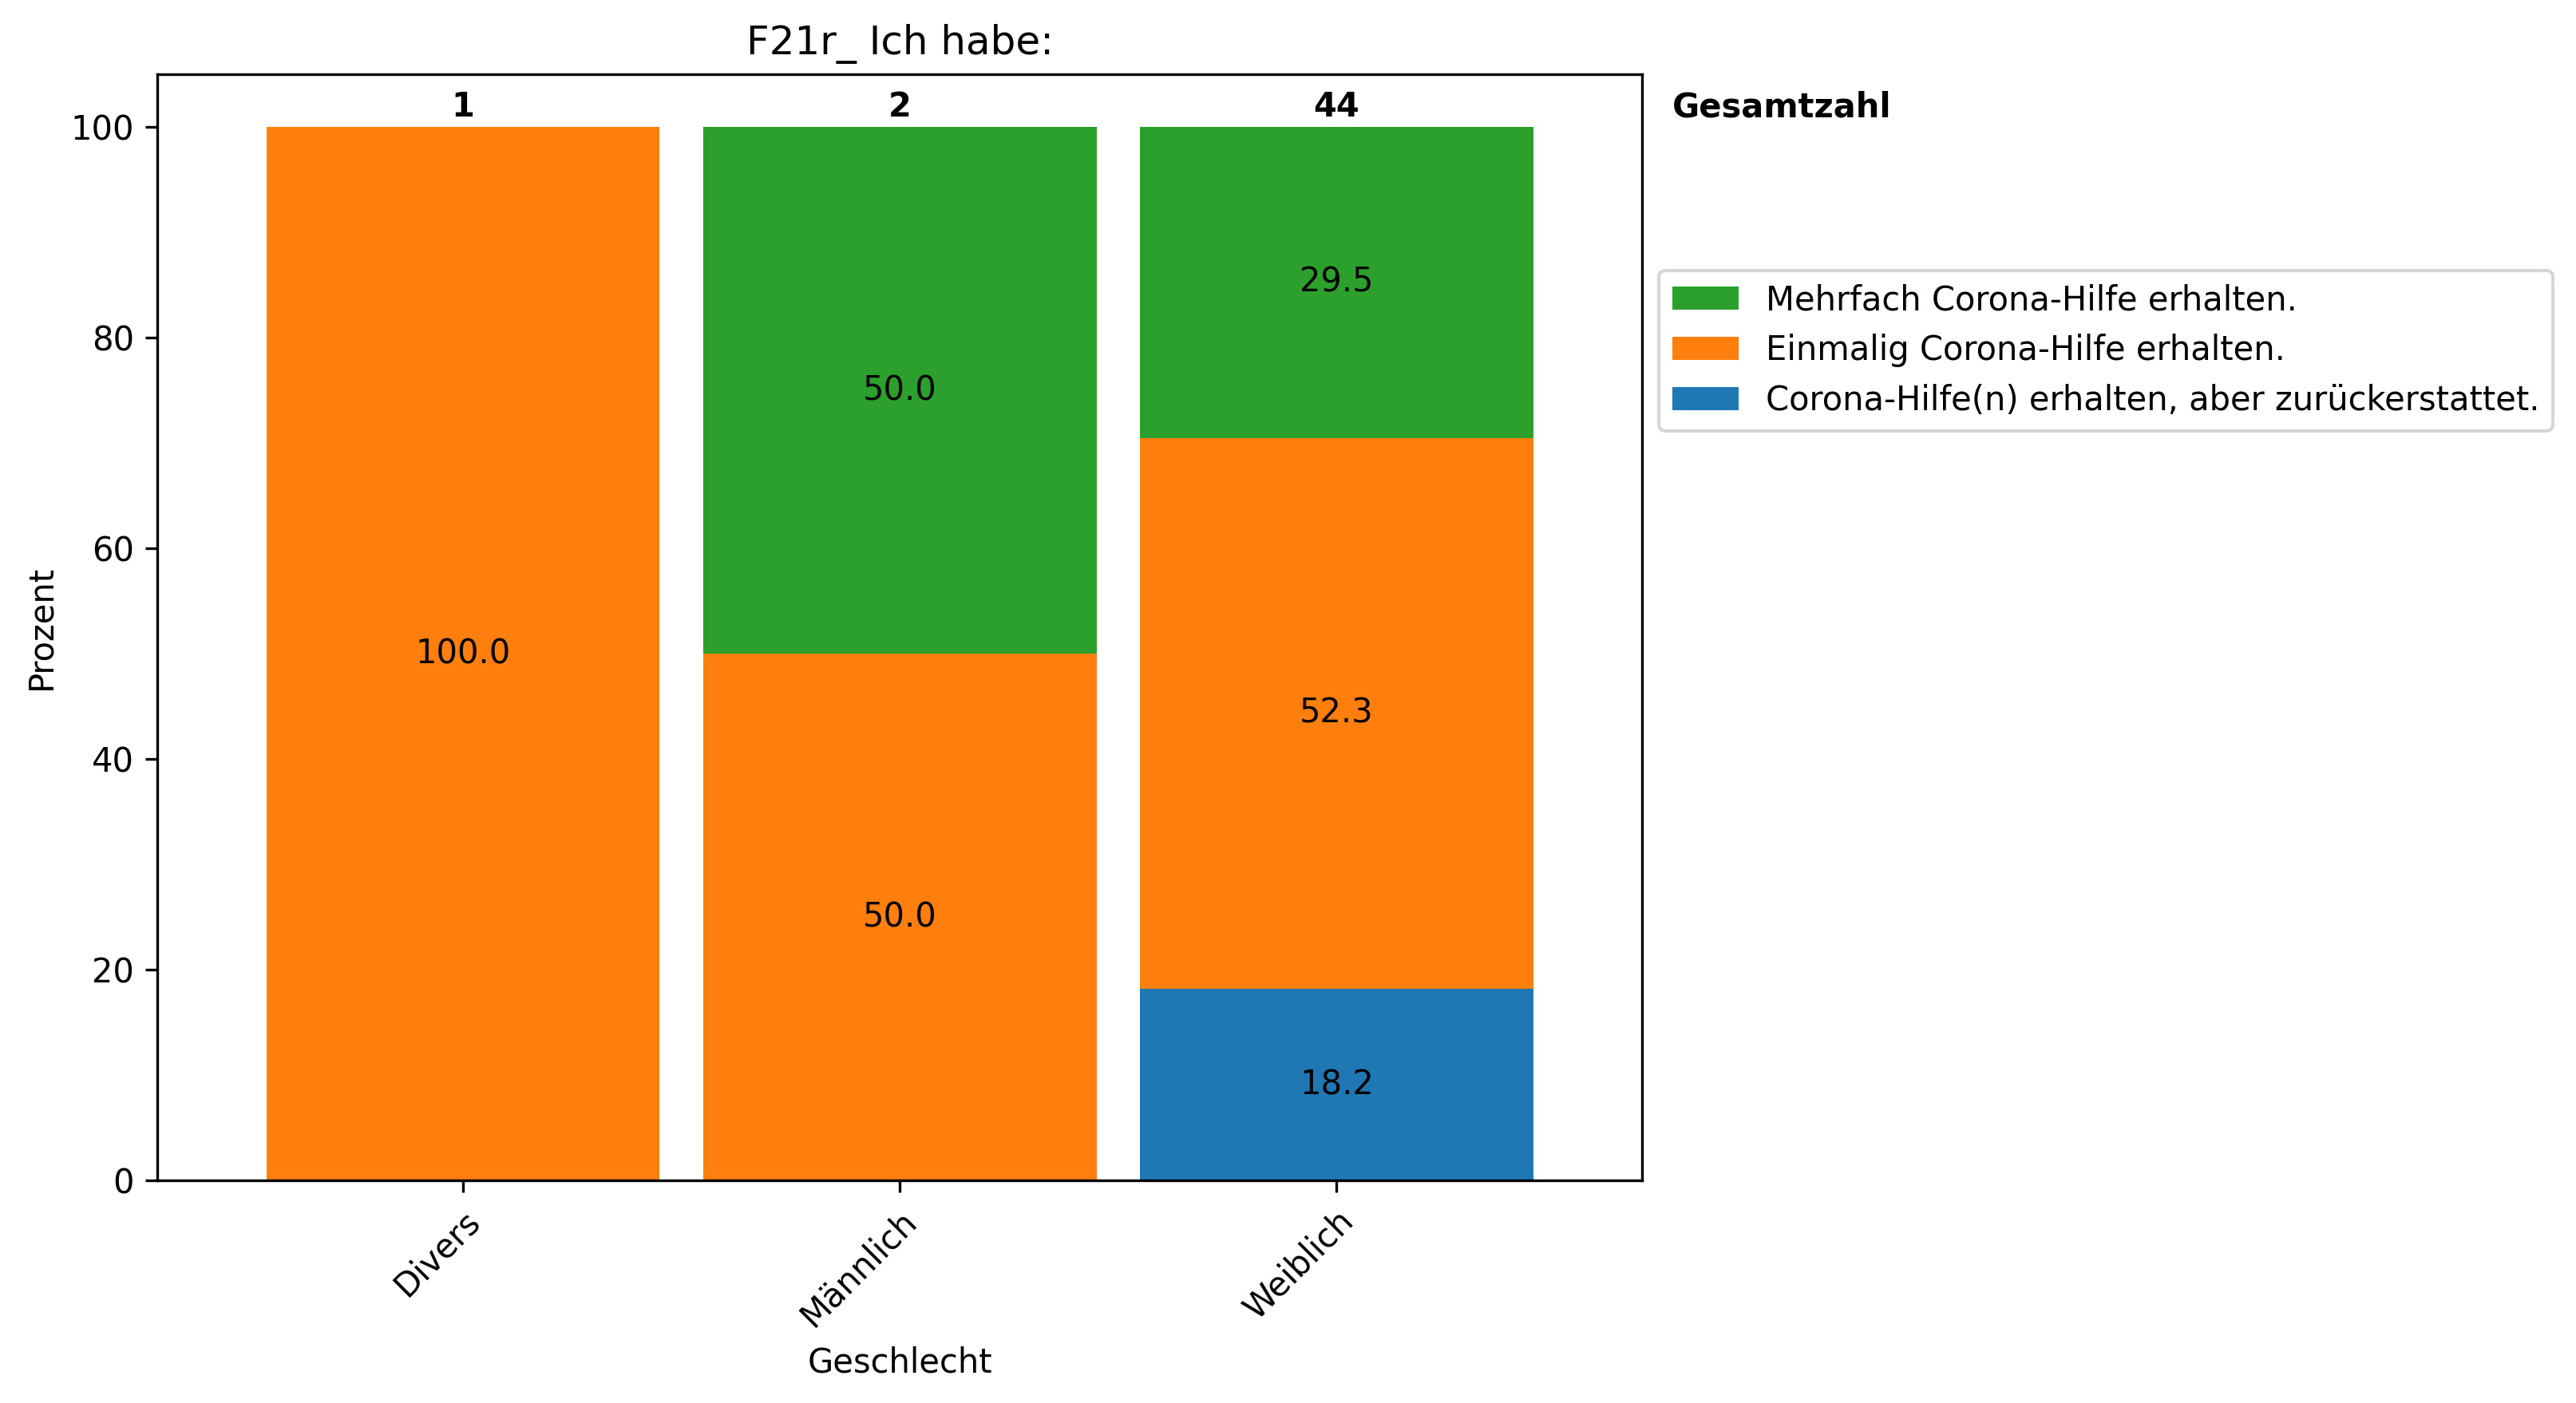 F21r_ Ich habe:
1
2
44
Gesamtzahl
100
80
60
40
20
0
Prozent
100.0
50.0
50.0
29.5
52.3
18.2
Mehrfach Corona-Hilfe erhalten.
Einmalig Corona-Hilfe erhalten.
Corona-Hilfe(n) erhalten, aber zurückerstattet.
Divers
Männlich
Weiblich
Geschlecht